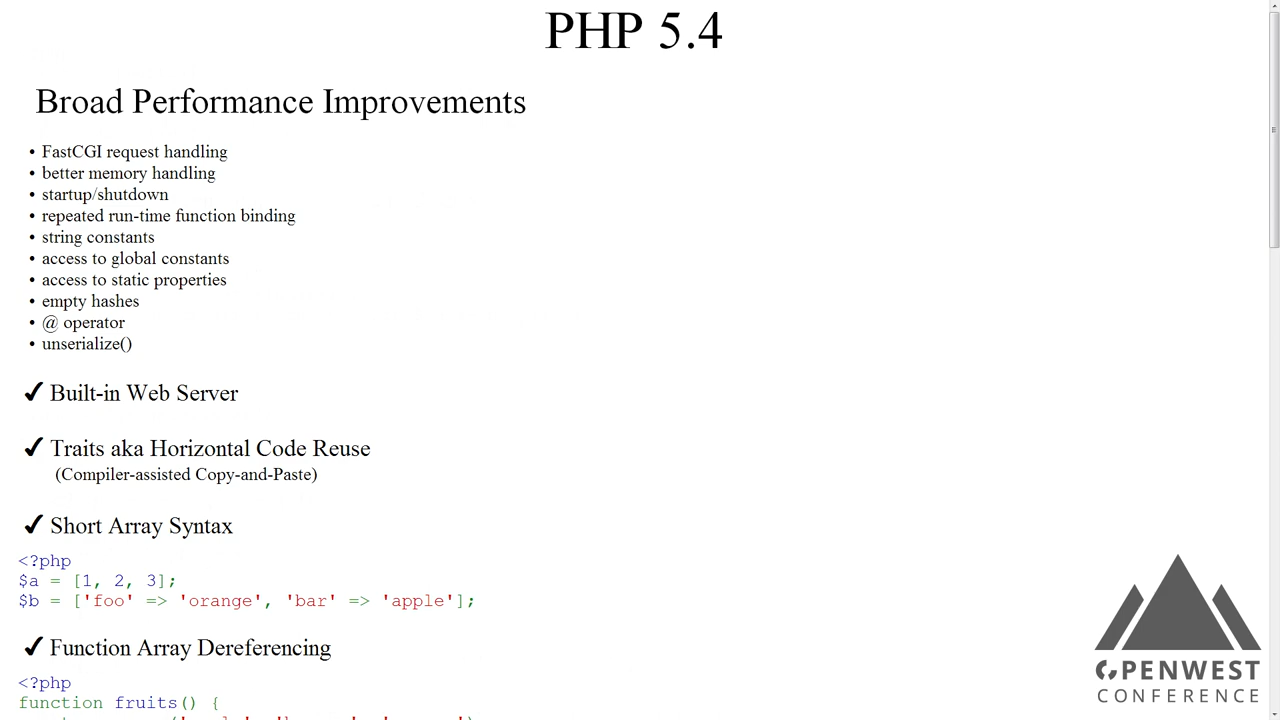 PHP 5.4
Broad Performance Improvements
• FastCGI request handling
• better memory handling
• startup/shutdown
• repeated run-time function binding
• string constants
• access to global constants
• access to static properties
• empty hashes
• @ operator
• unserialize()
✔ Built-in Web Server
✔ Traits aka Horizontal Code Reuse
(Compiler-assisted Copy-and-Paste)
✔ Short Array Syntax
<?php
$a = [1, 2, 3];
$b = ['foo' => 'orange', 'bar' => 'apple'];
✔ Function Array Dereferencing
<?php
function fruits() {
OPENWEST
CONFERENCE